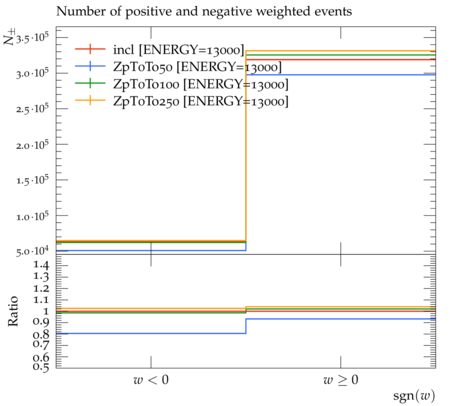 Number of positive and negative weighted events
N±
3.5·10⁵
3.0·10⁵
2.5·10⁵
2.0·10⁵
1.5·10⁵
1.0·10⁵
5.0·10⁴
incl [ENERGY=13000]
ZpToTo50 [ENERGY=13000]
ZpToTo100 [ENERGY=13000]
ZpToTo250 [ENERGY=13000]
Ratio
1.4
1.3
1.2
1.1
1
0.9
0.8
0.7
0.6
0.5
w < 0
w ≥ 0
sgn(w)